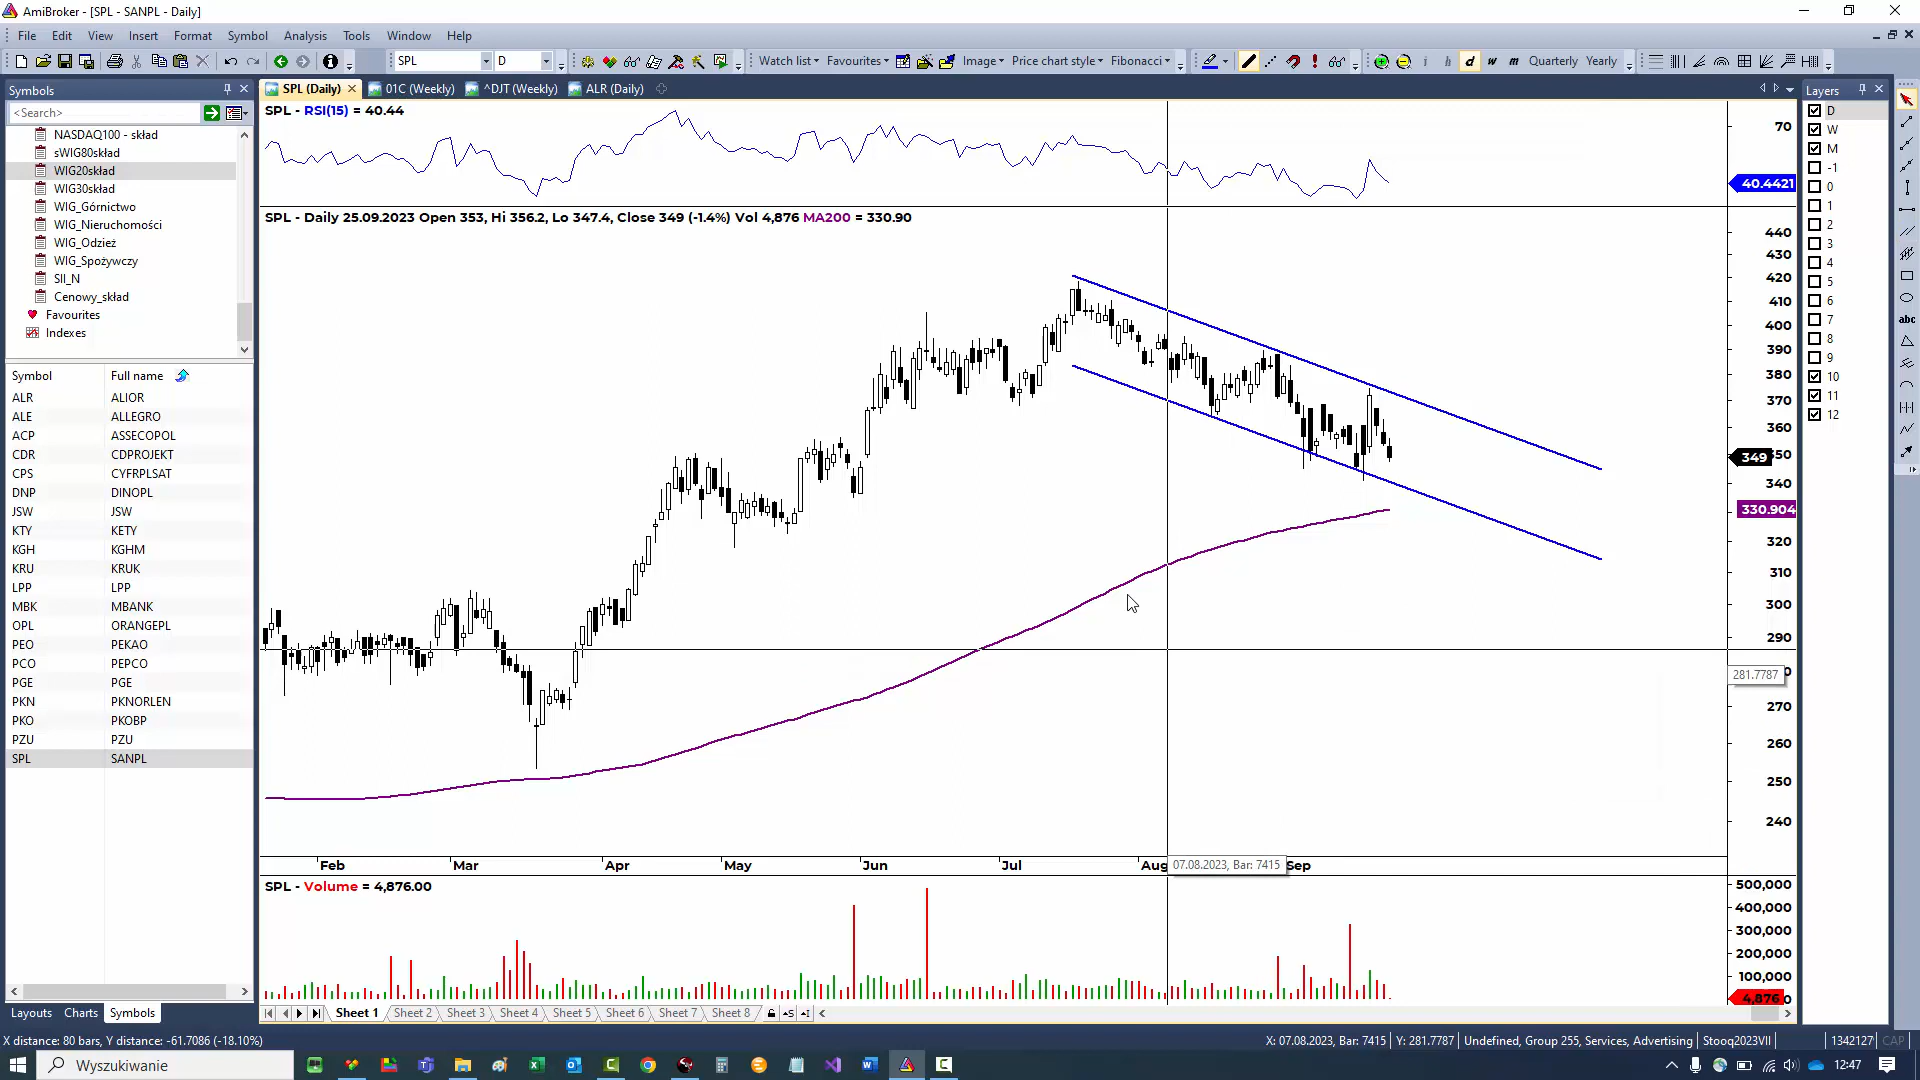 AmiBroker - [SPL - SANPL - Daily]
File Edit View Insert Format Symbol Analysis Tools Window Help
SPL D Watch list Favourites Image Price chart style Fibonacci i h d w m Quarterly Yearly
Symbols
<Search>
NASDAQ100 - skład
sWIG80skład
WIG20skład
WIG30skład
WIG_Górnictwo
WIG_Nieruchomości
WIG_Odzież
WIG_Spożywczy
SII_N
Cenowy_skład
Favourites
Indexes
Symbol Full name
ALR ALIOR
ALE ALLEGRO
ACP ASSECOPOL
CDR CDPROJEKT
CPS CYFRPLSAT
DNP DINOPL
JSW JSW
KTY KETY
KGH KGHM
KRU KRUK
LPP LPP
MBK MBANK
OPL ORANGEPL
PEO PEKAO
PCO PEPCO
PGE PGE
PKN PKNORLEN
PKO PKOBP
PZU PZU
SPL SANPL
Layouts Charts Symbols
SPL (Daily) 01C (Weekly) ^DJT (Weekly) ALR (Daily)
SPL - RSI(15) = 40.44
70
40.4421
SPL - Daily 25.09.2023 Open 353, Hi 356.2, Lo 347.4, Close 349 (-1.4%) Vol 4,876 MA200 = 330.90
440
430
420
410
400
390
380
370
360
349
340
330.904
320
310
300
290
281.7787
270
260
250
240
Feb Mar Apr May Jun Jul Aug 07.08.2023, Bar: 7415 Sep
SPL - Volume = 4,876.00
500,000
400,000
300,000
200,000
100,000
4,876
Sheet 1 Sheet 2 Sheet 3 Sheet 4 Sheet 5 Sheet 6 Sheet 7 Sheet 8
Layers
D
W
M
-1
0
1
2
3
4
5
6
7
8
9
10
11
12
abc
X distance: 80 bars, Y distance: -61.7086 (-18.10%) X: 07.08.2023, Bar: 7415 Y: 281.7787 Undefined, Group 255, Services, Advertising Stooq2023VII 1342127 CAP
Wyszukiwanie 12:47